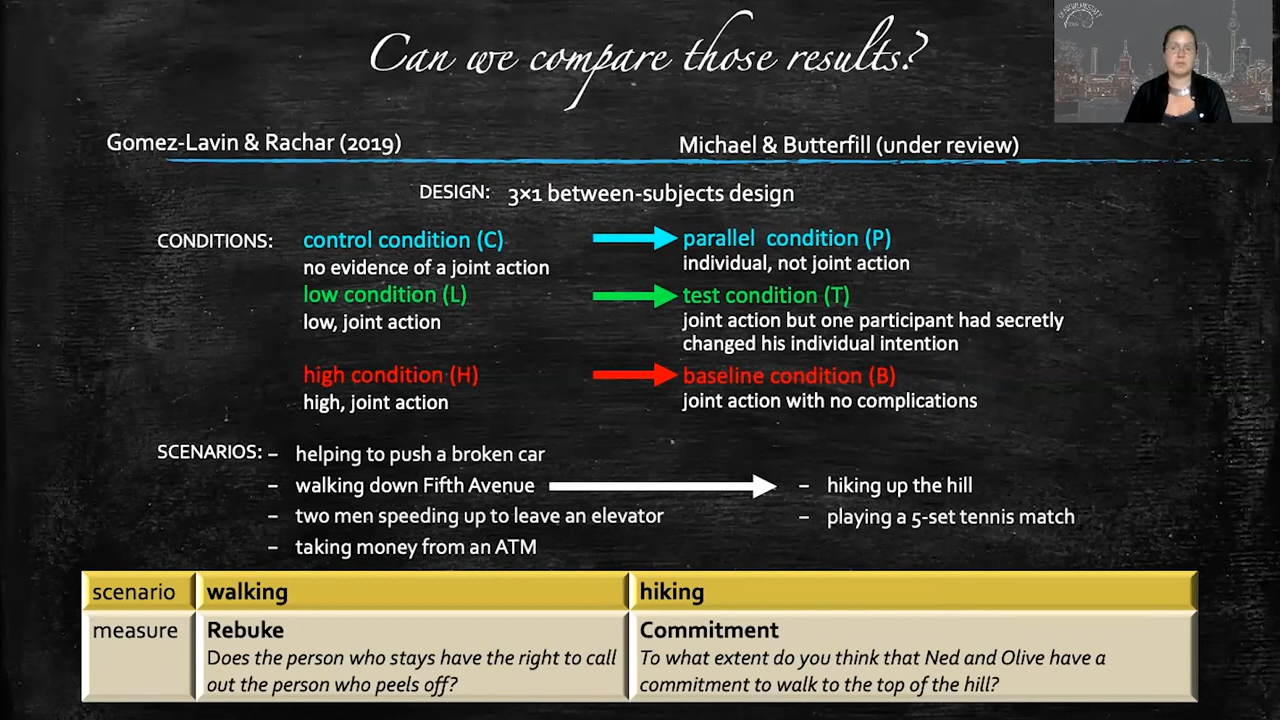 Can we compare those results?
Gomez-Lavin & Rachar (2019)
Michael & Butterfill (under review)
DESIGN: 3×1 between-subjects design
CONDITIONS:
control condition (C)
no evidence of a joint action
parallel condition (P)
individual, not joint action
low condition (L)
low, joint action
test condition (T)
joint action but one participant had secretly
changed his individual intention
high condition (H)
high, joint action
baseline condition (B)
joint action with no complications
SCENARIOS:
– helping to push a broken car
– walking down Fifth Avenue
– two men speeding up to leave an elevator
– taking money from an ATM
– hiking up the hill
– playing a 5-set tennis match
scenario walking hiking
measure
Rebuke
Does the person who stays have the right to call
out the person who peels off?
Commitment
To what extent do you think that Ned and Olive have a
commitment to walk to the top of the hill?